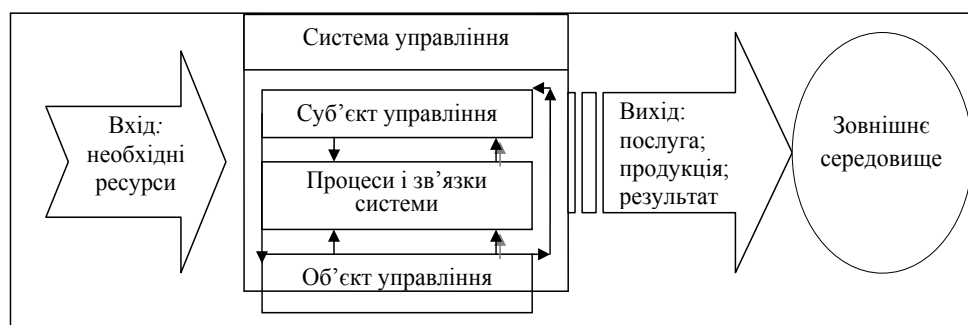 Система управління
Вхід:
необхідні
ресурси
Суб’єкт управління
Процеси і зв’язки
системи
Об’єкт управління
Вихід:
послуга;
продукція;
результат
Зовнішнє
середовище